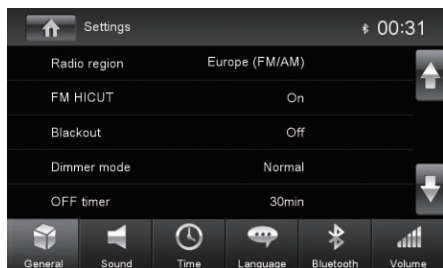 Settings 00:31
Radio region Europe (FM/AM)
FM HICUT On
Blackout Off
Dimmer mode Normal
OFF timer 30min
General Sound Time Language Bluetooth Volume